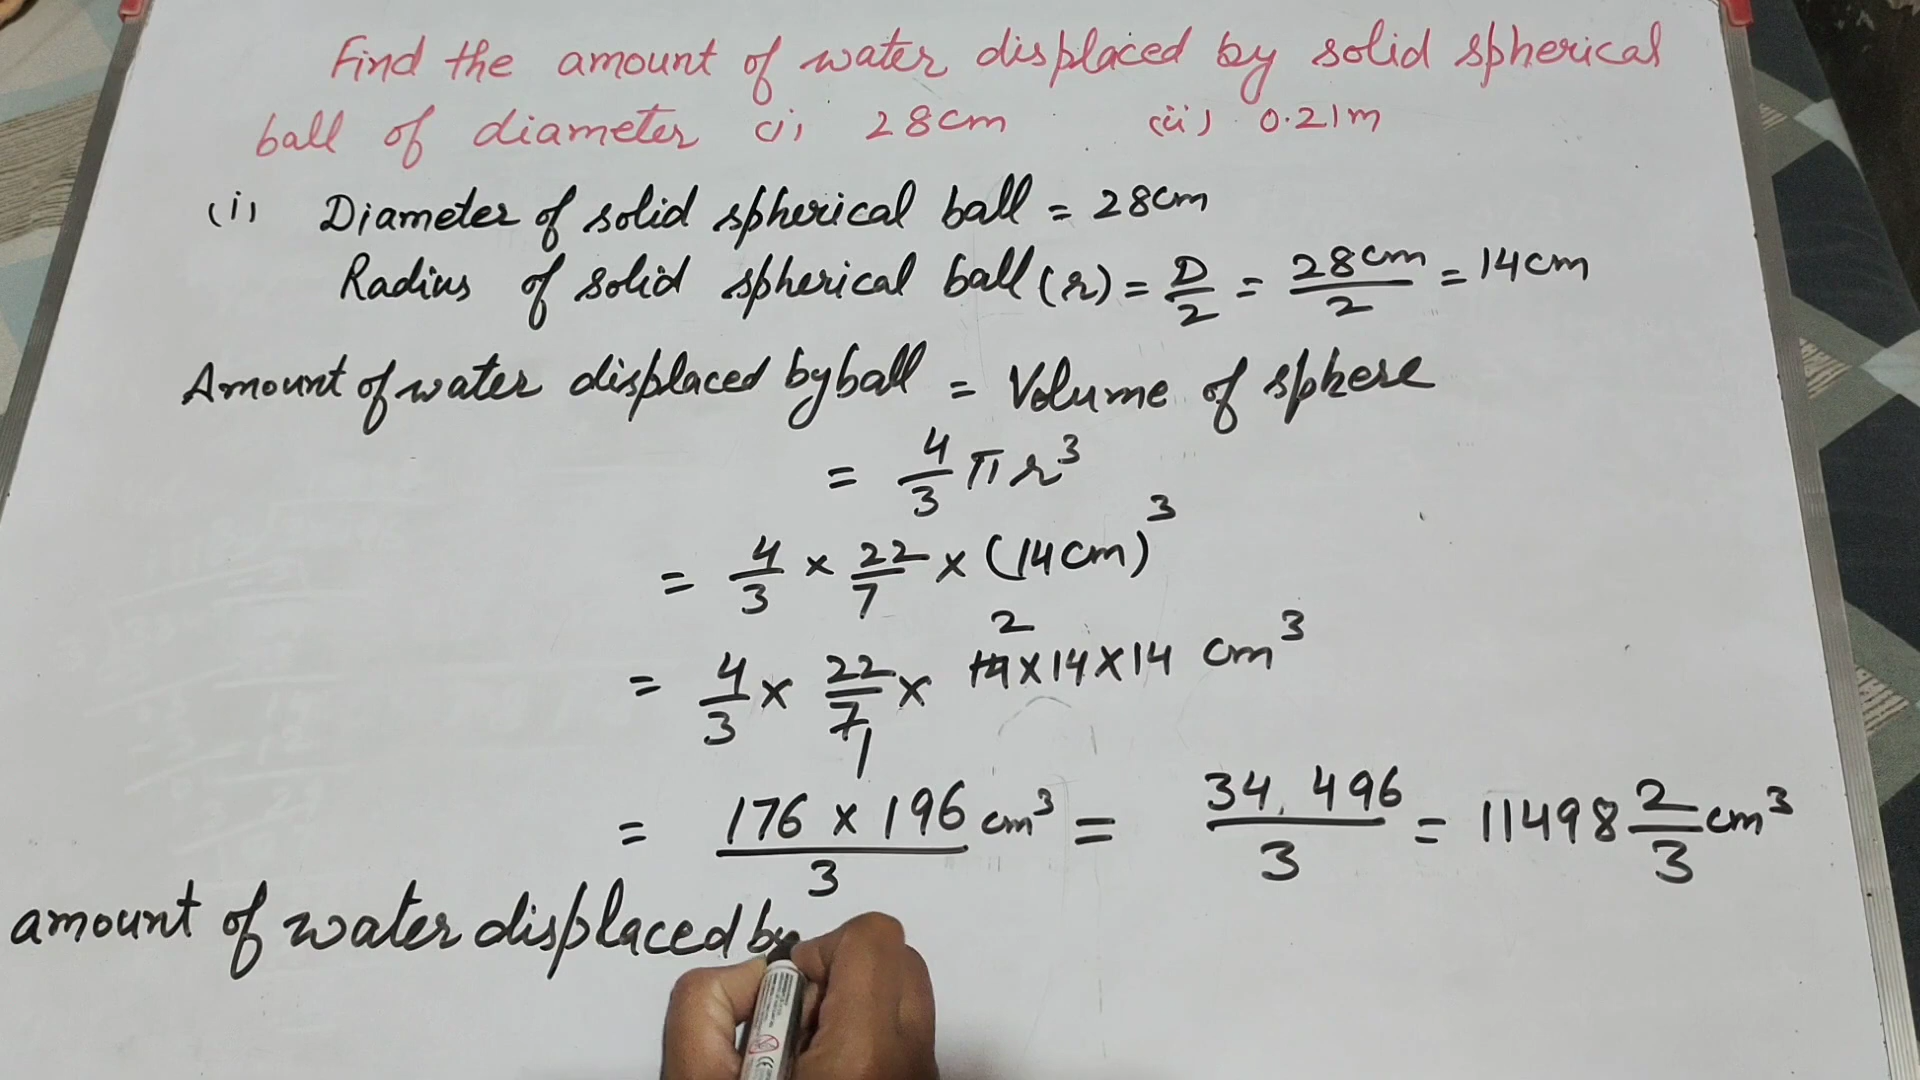 Find the amount of water displaced by solid spherical
ball of diameter (i) 28cm (ii) 0.21m
(i) Diameter of solid spherical ball = 28cm
Radius of solid spherical ball (r) = D/2 = 28cm/2 = 14cm
Amount of water displaced by ball = Volume of sphere
= 4/3 π r³
= 4/3 × 22/7 × (14cm)³
2
= 4/3 × 22/7 × 14×14×14 cm³
1
= 176 × 196/3 cm³ = 34,496/3 = 11498 2/3 cm³
amount of water displaced by